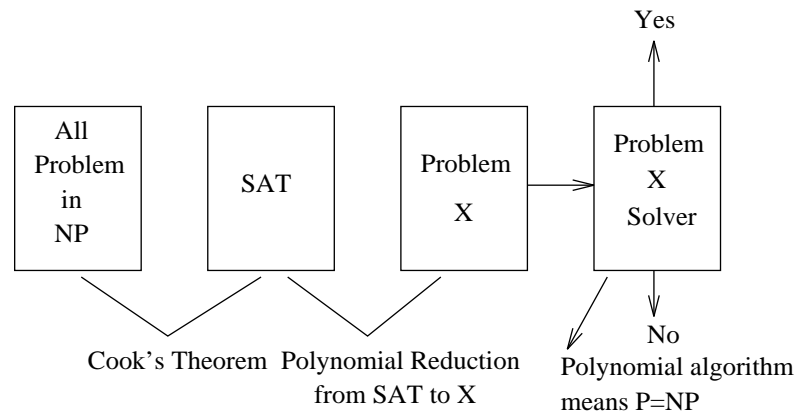 Yes
All
Problem
in
NP
SAT
Problem
X
Problem
X
Solver
No
Cook's Theorem
Polynomial Reduction
from SAT to X
Polynomial algorithm
means P=NP